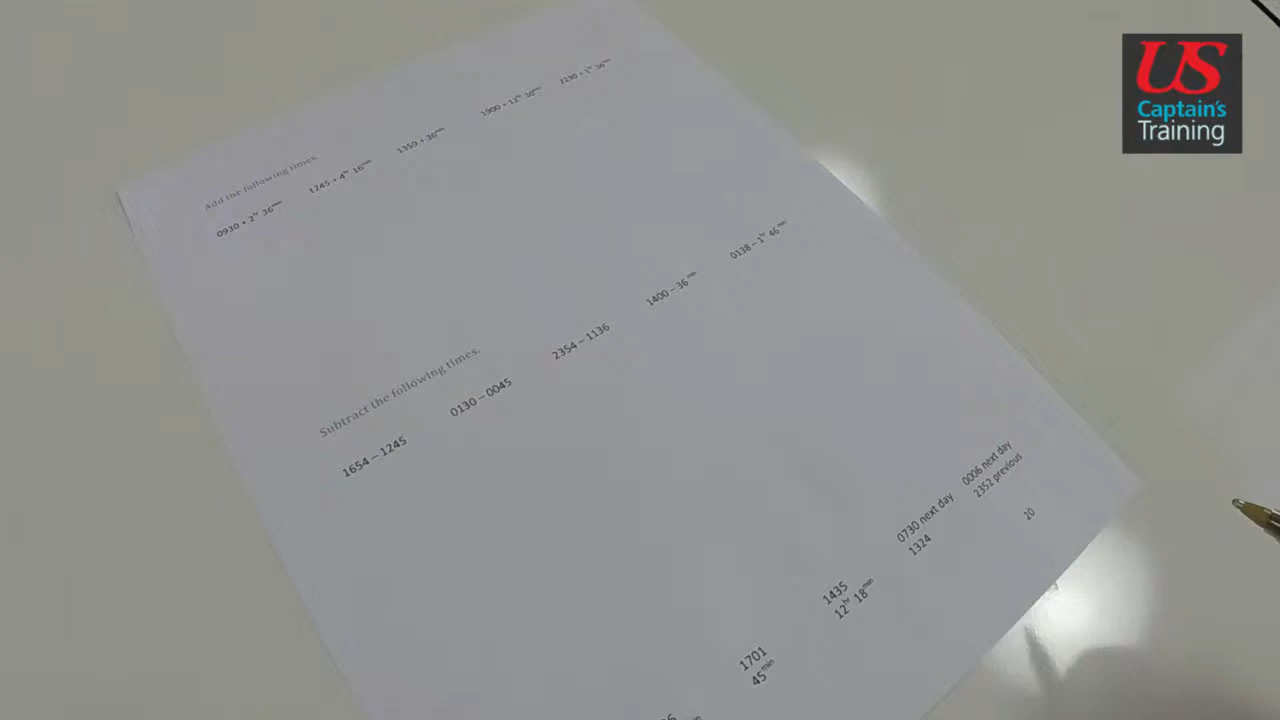 US
Captain's
Training
Add the following times.
0930 + 2hr 36min 1245 + 4hr 16min 1359 + 36min 1900 + 12hr 30min 2230 + 1hr 36min
Subtract the following times.
1654 – 1245 0130 – 0045 2354 – 1136 1400 – 36min 0138 – 1hr 46min
1701 1435 0730 next day 0006 next day
45min 12hr 18min 1324 2352 previous
20